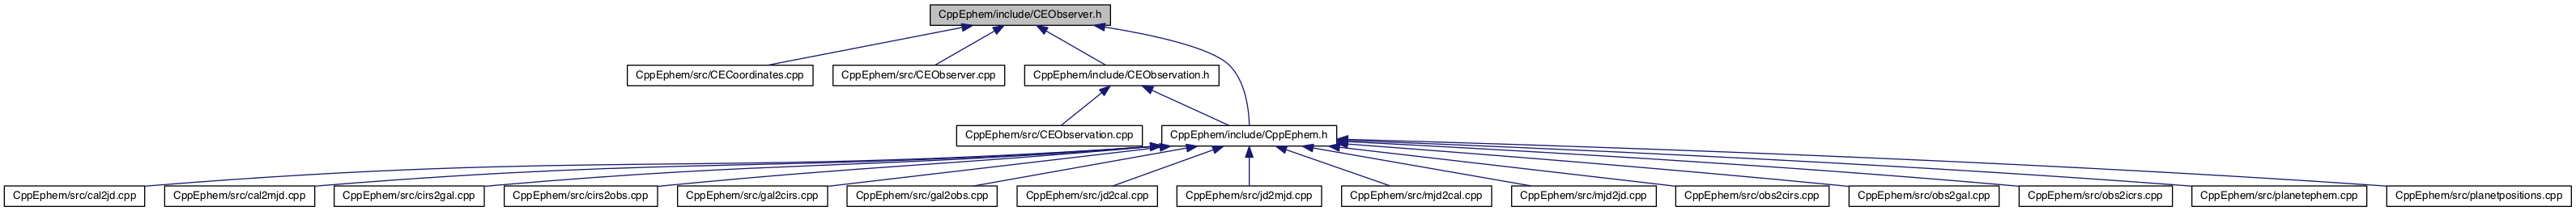 CppEphem/include/CEObserver.h
CppEphem/src/CECoordinates.cpp
CppEphem/src/CEObserver.cpp
CppEphem/include/CEObservation.h
CppEphem/src/CEObservation.cpp
CppEphem/include/CppEphem.h
CppEphem/src/cal2jd.cpp
CppEphem/src/cal2mjd.cpp
CppEphem/src/cirs2gal.cpp
CppEphem/src/cirs2obs.cpp
CppEphem/src/gal2cirs.cpp
CppEphem/src/gal2obs.cpp
CppEphem/src/jd2cal.cpp
CppEphem/src/jd2mjd.cpp
CppEphem/src/mjd2cal.cpp
CppEphem/src/mjd2jd.cpp
CppEphem/src/obs2cirs.cpp
CppEphem/src/obs2gal.cpp
CppEphem/src/obs2icrs.cpp
CppEphem/src/planetephem.cpp
CppEphem/src/planetpositions.cpp